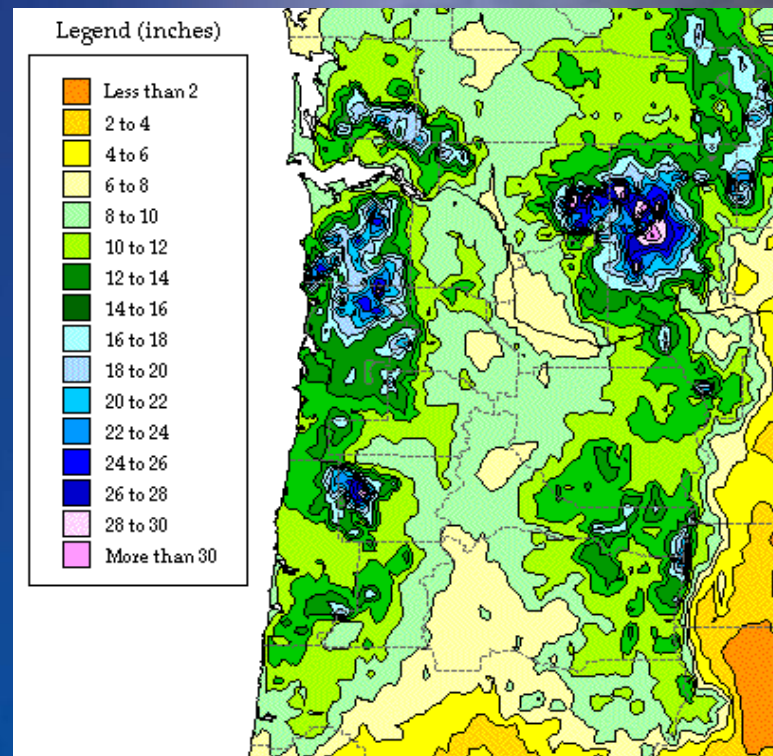 Legend (inches)
Less than 2
2 to 4
4 to 6
6 to 8
8 to 10
10 to 12
12 to 14
14 to 16
16 to 18
18 to 20
20 to 22
22 to 24
24 to 26
26 to 28
28 to 30
More than 30